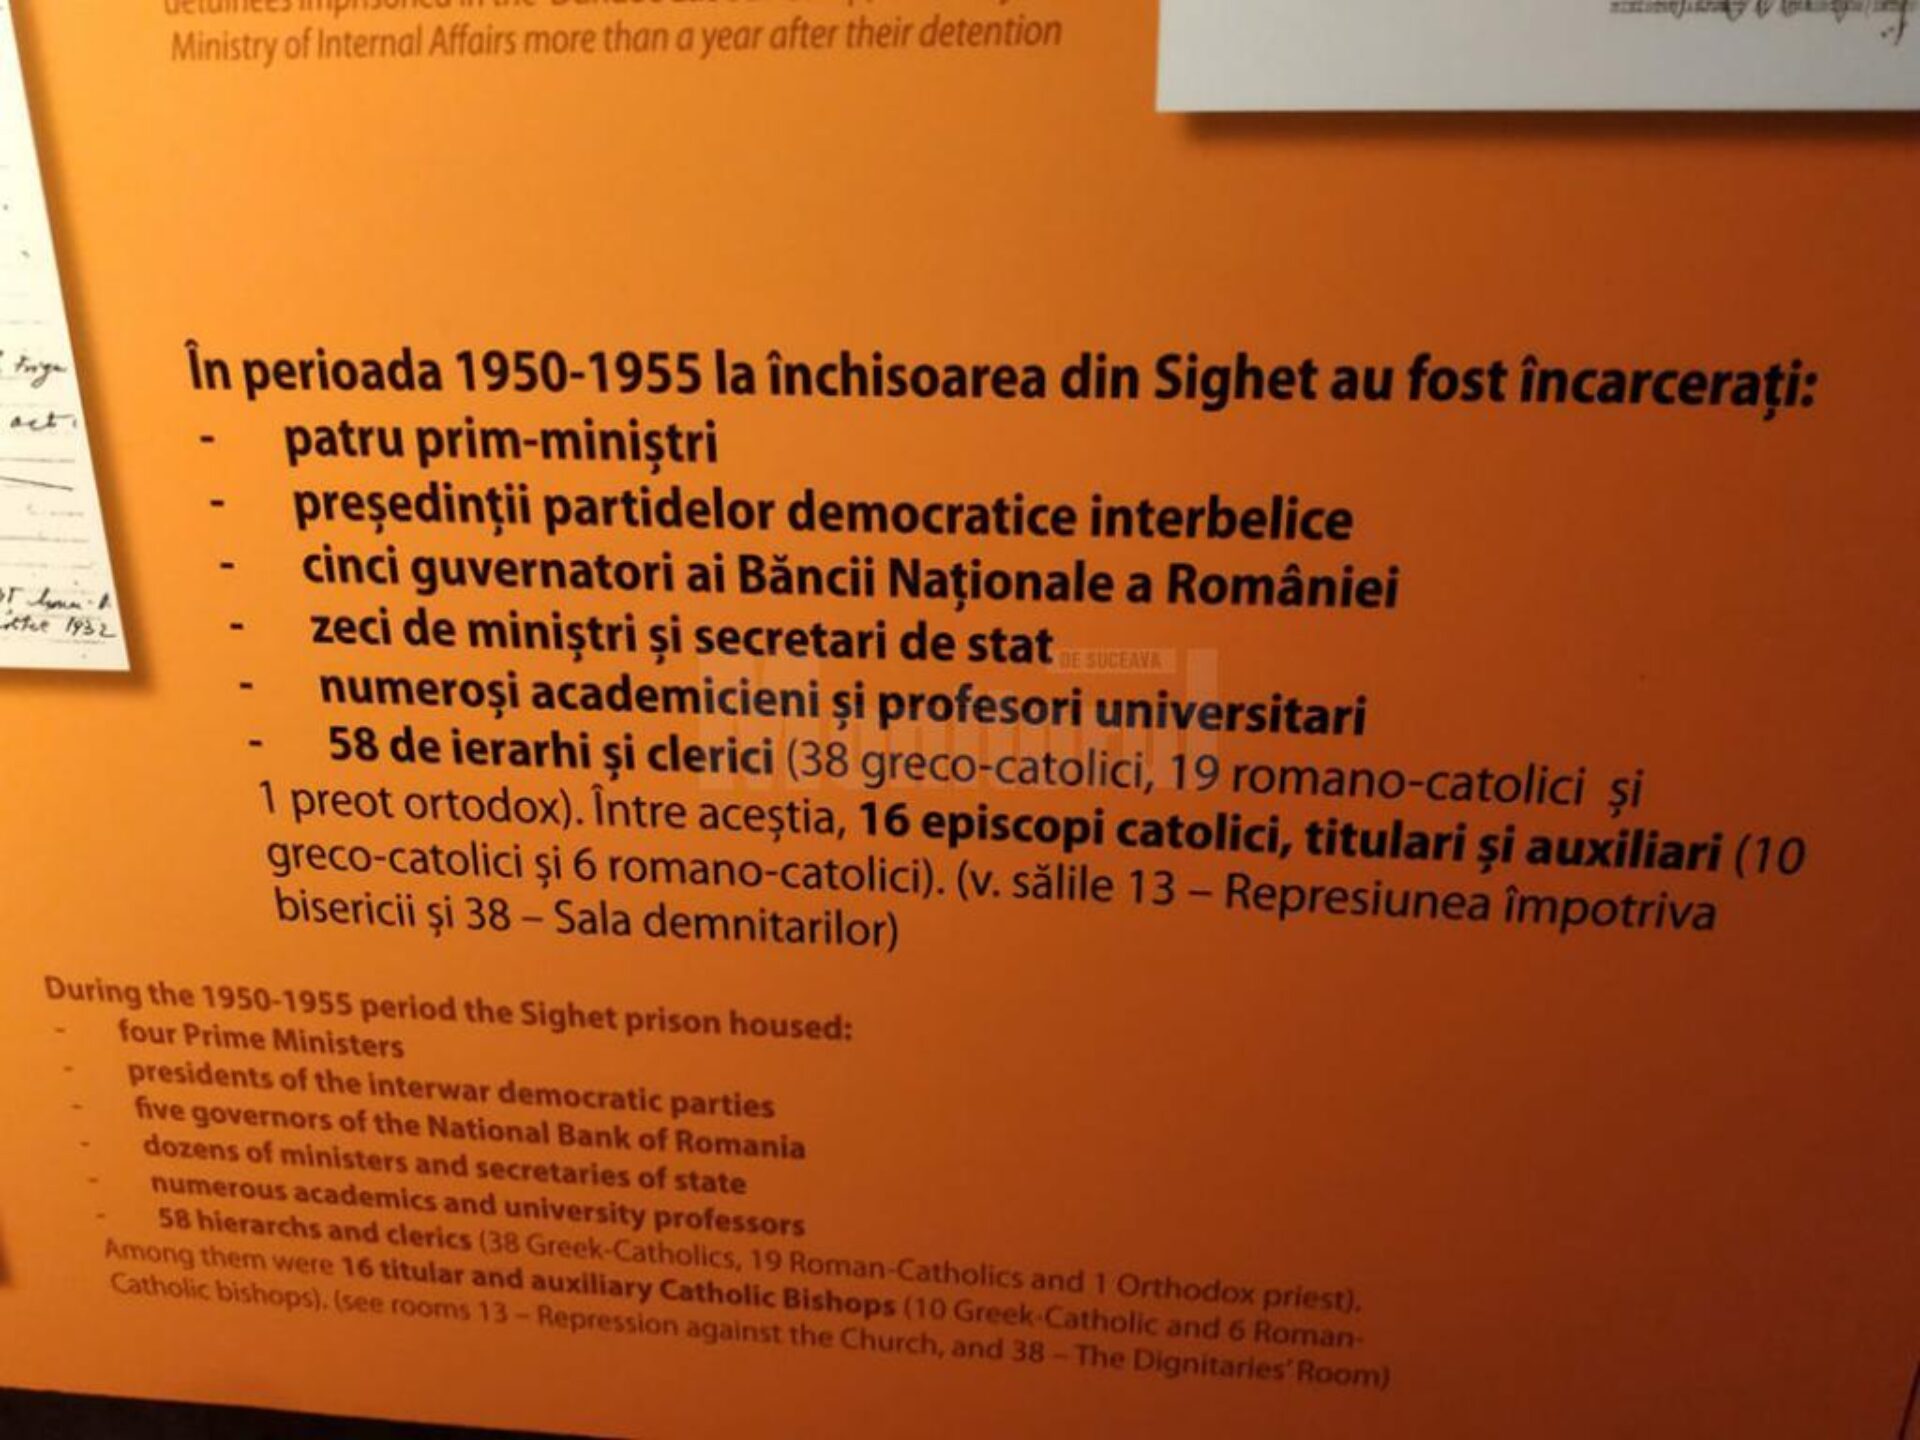 Ministry of Internal Affairs more than a year after their detention
În perioada 1950-1955 la închisoarea din Sighet au fost încarcerați:
- patru prim-miniștri
- președinții partidelor democratice interbelice
- cinci guvernatori ai Băncii Naționale a României
- zeci de miniștri și secretari de stat
DE SUCEAVA
- numeroși academicieni și profesori universitari
- 58 de ierarhi și clerici (38 greco-catolici, 19 romano-catolici și
1 preot ortodox). Între aceștia, 16 episcopi catolici, titulari și auxiliari (10
greco-catolici și 6 romano-catolici). (v. sălile 13 – Represiunea împotriva
bisericii și 38 – Sala demnitarilor)
1932
During the 1950-1955 period the Sighet prison housed:
- four Prime Ministers
- presidents of the interwar democratic parties
- five governors of the National Bank of Romania
- dozens of ministers and secretaries of state
- numerous academics and university professors
- 58 hierarchs and clerics (38 Greek-Catholics, 19 Roman-Catholics and 1 Orthodox priest).
Among them were 16 titular and auxiliary Catholic Bishops (10 Greek-Catholic and 6 Roman-
Catholic bishops). (see rooms 13 – Repression against the Church, and 38 – The Dignitaries' Room)